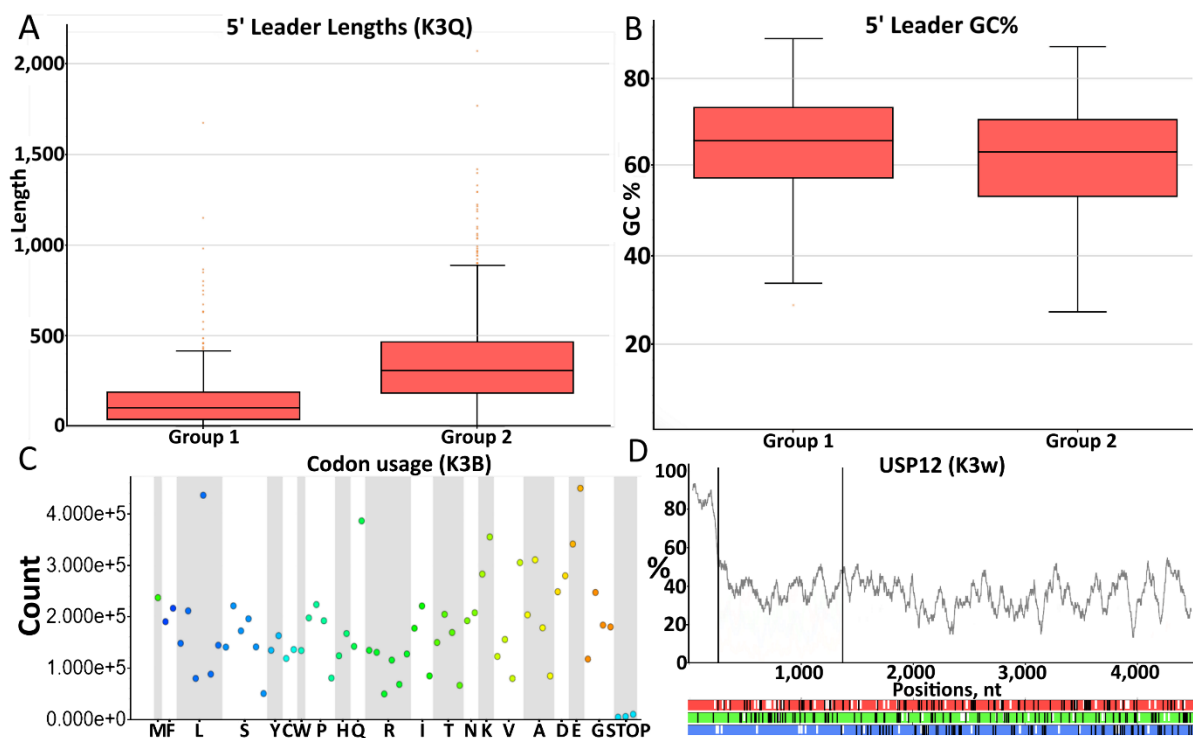 A
5' Leader Lengths (K3Q)
2,000
1,500
1,000
500
0
Length
Group 1
Group 2
B
5' Leader GC%
80
60
40
20
GC %
Group 1
Group 2
C
Codon usage (K3B)
4.000e+5
3.000e+5
2.000e+5
1.000e+5
0.000e+0
Count
M F L S Y C W P H Q R I T N K V A D E G STOP
D
USP12 (K3w)
100
80
60
40
20
0
%
1,000
2,000
3,000
4,000
Positions, nt